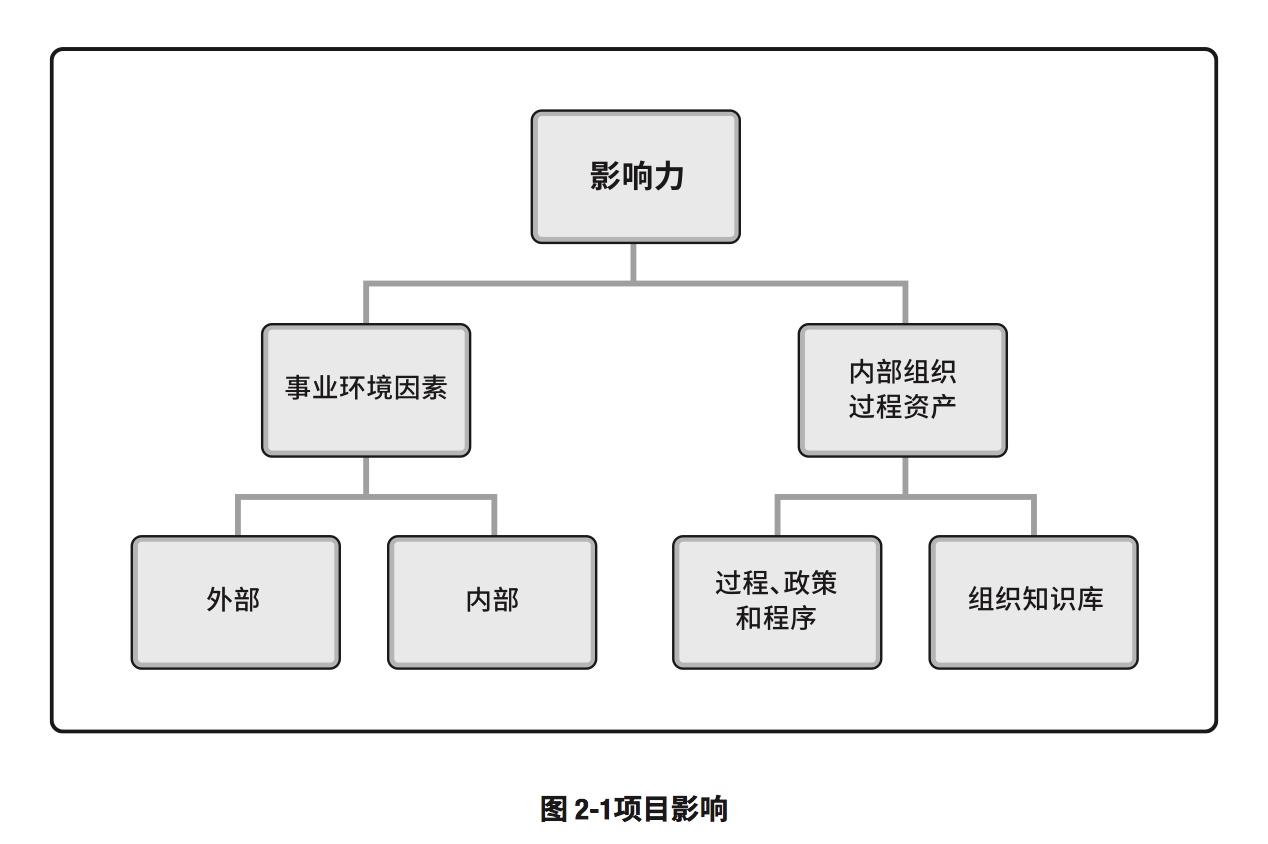 影响力
事业环境因素
内部组织
过程资产
外部
内部
过程、政策
和程序
组织知识库
图 2-1项目影响